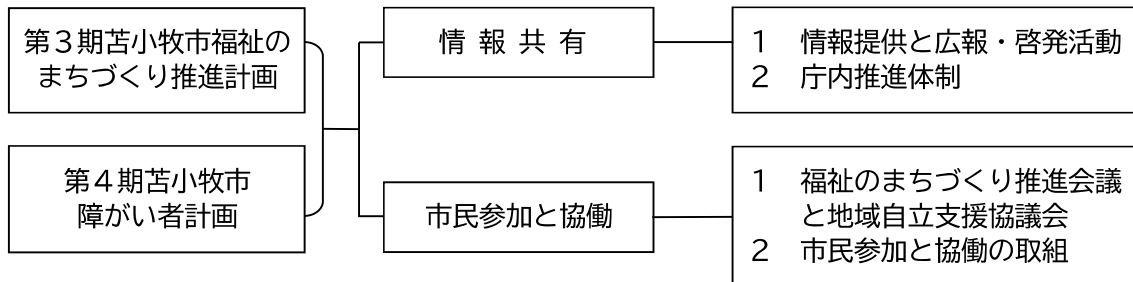 第３期苫小牧市福祉の
まちづくり推進計画
第４期苫小牧市
障がい者計画
情 報 共 有
市民参加と協働
１　情報提供と広報・啓発活動
２　庁内推進体制
１　福祉のまちづくり推進会議
と地域自立支援協議会
２　市民参加と協働の取組